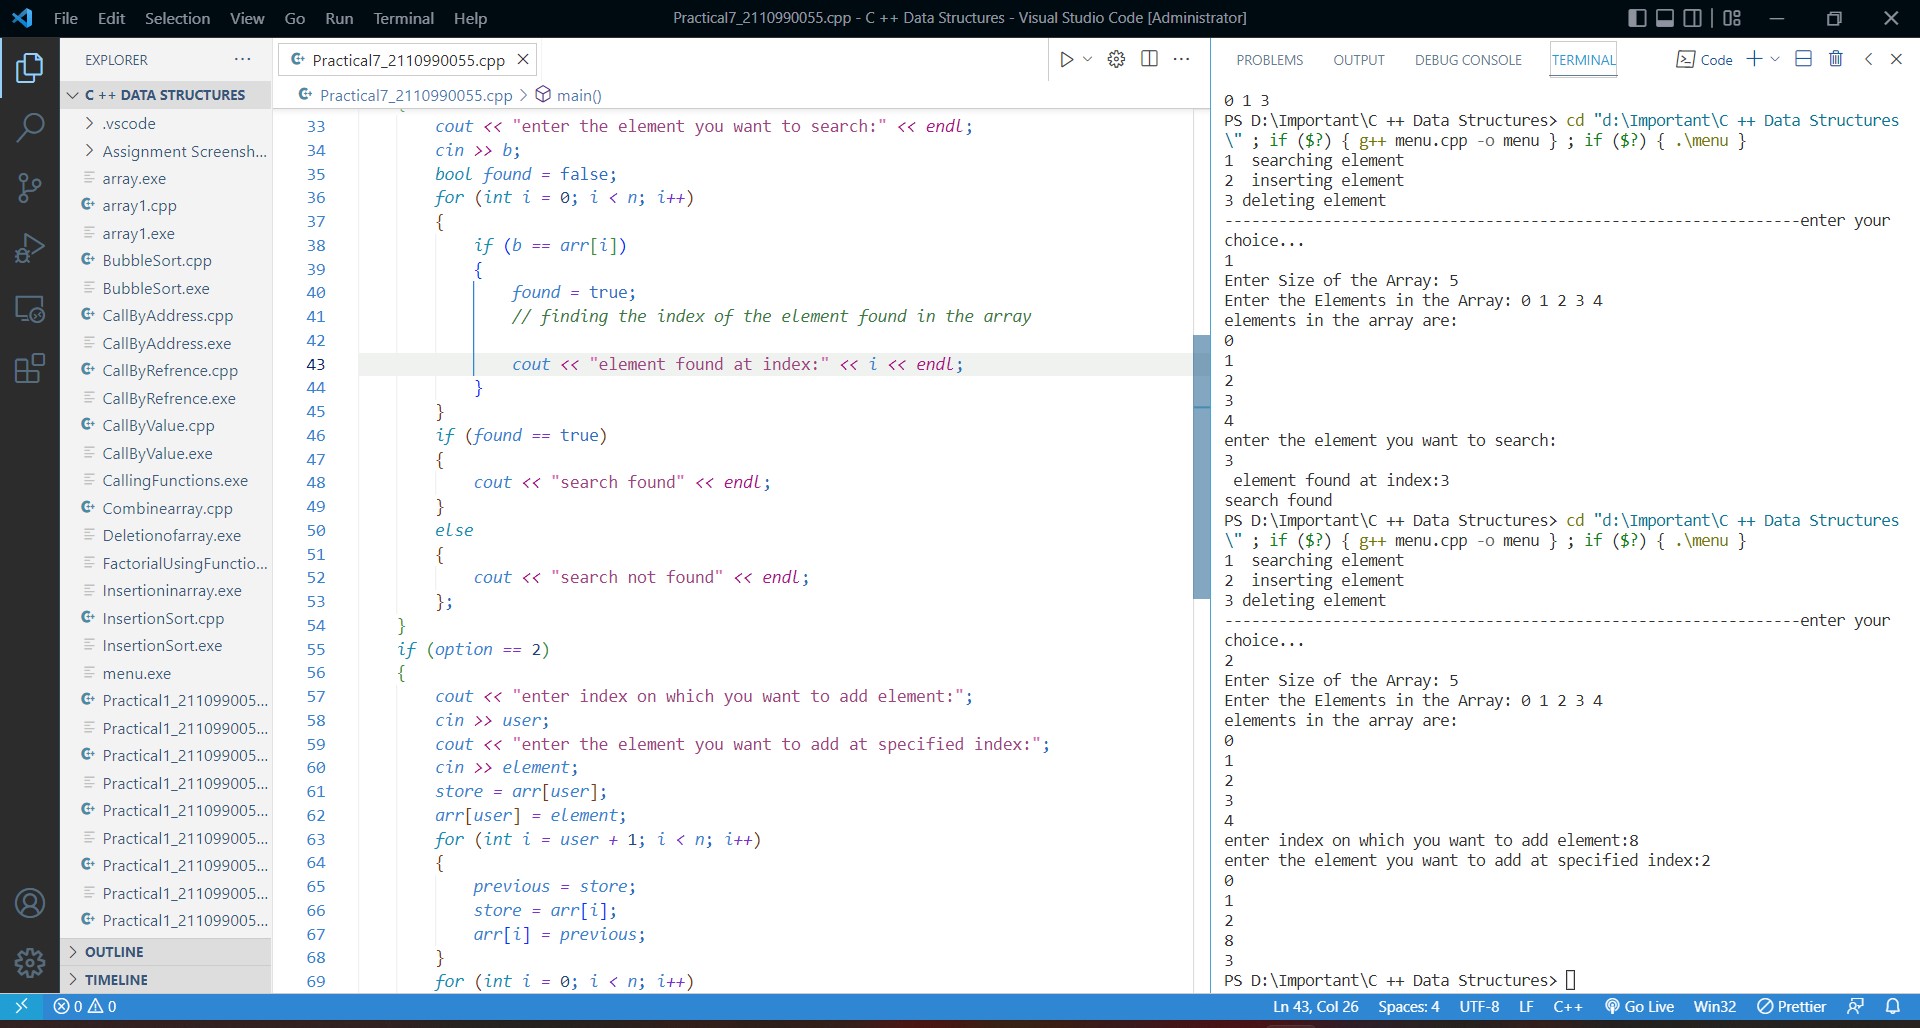 File Edit Selection View Go Run Terminal Help
Practical7_2110990055.cpp - C ++ Data Structures - Visual Studio Code [Administrator]
EXPLORER
C ++ DATA STRUCTURES
.vscode
Assignment Screensh...
array.exe
array1.cpp
array1.exe
BubbleSort.cpp
BubbleSort.exe
CallByAddress.cpp
CallByAddress.exe
CallByRefrence.cpp
CallByRefrence.exe
CallByValue.cpp
CallByValue.exe
CallingFunctions.exe
Combinearray.cpp
Deletionofarray.exe
FactorialUsingFunctio...
Insertioninarray.exe
InsertionSort.cpp
InsertionSort.exe
menu.exe
Practical1_211099005...
Practical1_211099005...
Practical1_211099005...
Practical1_211099005...
Practical1_211099005...
Practical1_211099005...
Practical1_211099005...
Practical1_211099005...
Practical1_211099005...
OUTLINE
TIMELINE
Practical7_2110990055.cpp
Practical7_2110990055.cpp > main()
33 cout << "enter the element you want to search:" << endl;
34 cin >> b;
35 bool found = false;
36 for (int i = 0; i < n; i++)
37 {
38 if (b == arr[i])
39 {
40 found = true;
41 // finding the index of the element found in the array
42
43 cout << "element found at index:" << i << endl;
44 }
45 }
46 if (found == true)
47 {
48 cout << "search found" << endl;
49 }
50 else
51 {
52 cout << "search not found" << endl;
53 };
54 }
55 if (option == 2)
56 {
57 cout << "enter index on which you want to add element:";
58 cin >> user;
59 cout << "enter the element you want to add at specified index:";
60 cin >> element;
61 store = arr[user];
62 arr[user] = element;
63 for (int i = user + 1; i < n; i++)
64 {
65 previous = store;
66 store = arr[i];
67 arr[i] = previous;
68 }
69 for (int i = 0; i < n; i++)
PROBLEMS OUTPUT DEBUG CONSOLE TERMINAL Code
0 1 3
PS D:\Important\C ++ Data Structures> cd "d:\Important\C ++ Data Structures
\" ; if ($?) { g++ menu.cpp -o menu } ; if ($?) { .\menu }
1  searching element
2  inserting element
3 deleting element
----------------------------------------------------------------enter your
choice...
1
Enter Size of the Array: 5
Enter the Elements in the Array: 0 1 2 3 4
elements in the array are:
0
1
2
3
4
enter the element you want to search:
3
element found at index:3
search found
PS D:\Important\C ++ Data Structures> cd "d:\Important\C ++ Data Structures
\" ; if ($?) { g++ menu.cpp -o menu } ; if ($?) { .\menu }
1  searching element
2  inserting element
3 deleting element
----------------------------------------------------------------enter your
choice...
2
Enter Size of the Array: 5
Enter the Elements in the Array: 0 1 2 3 4
elements in the array are:
0
1
2
3
4
enter index on which you want to add element:8
enter the element you want to add at specified index:2
0
1
2
8
3
PS D:\Important\C ++ Data Structures>
0 0 Ln 43, Col 26 Spaces: 4 UTF-8 LF C++ Go Live Win32 Prettier